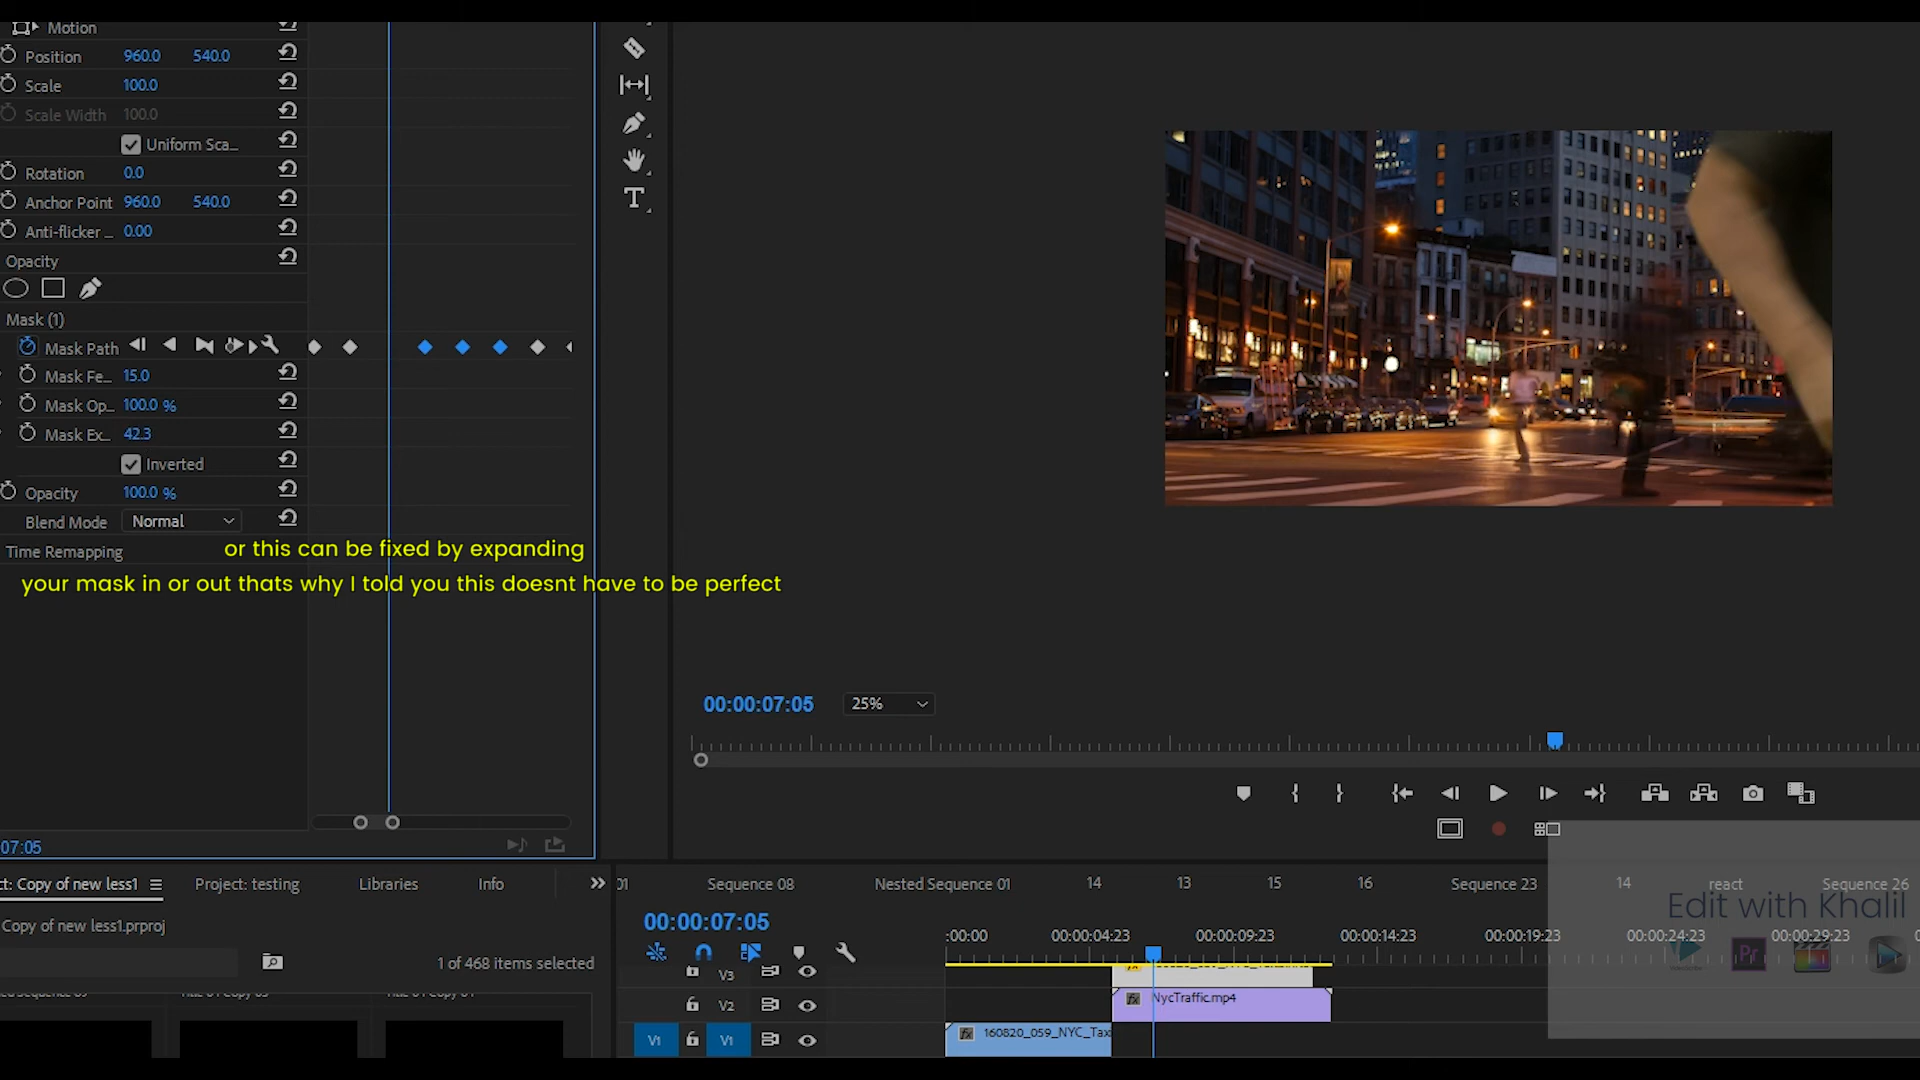 Motion
Position 960.0 540.0
Scale 100.0
Scale Width 100.0
Uniform Sca...
Rotation 0.0
Anchor Point 960.0 540.0
Anti-flicker ... 0.00
Opacity
Mask (1)
Mask Path
Mask Fe... 15.0
Mask Op... 100.0 %
Mask Ex... 42.3
Inverted
Opacity 100.0 %
Blend Mode Normal
Time Remapping
or this can be fixed by expanding
your mask in or out thats why I told you this doesnt have to be perfect
T
00:00:07:05 25%
07:05
ct: Copy of new less1 Project: testing Libraries Info
Copy of new less1.prproj
1 of 468 items selected
01 Sequence 08 Nested Sequence 01 14 13 15 16 Sequence 23 14 react Sequence 26
Edit with Khalil
Pr
00:00:07:05
:00:00 00:00:04:23 00:00:09:23 00:00:14:23 00:00:19:23 00:00:24:23 00:00:29:23
V3
V2 fx NycTraffic.mp4
V1 V1 fx 160820_059_NYC_Tax